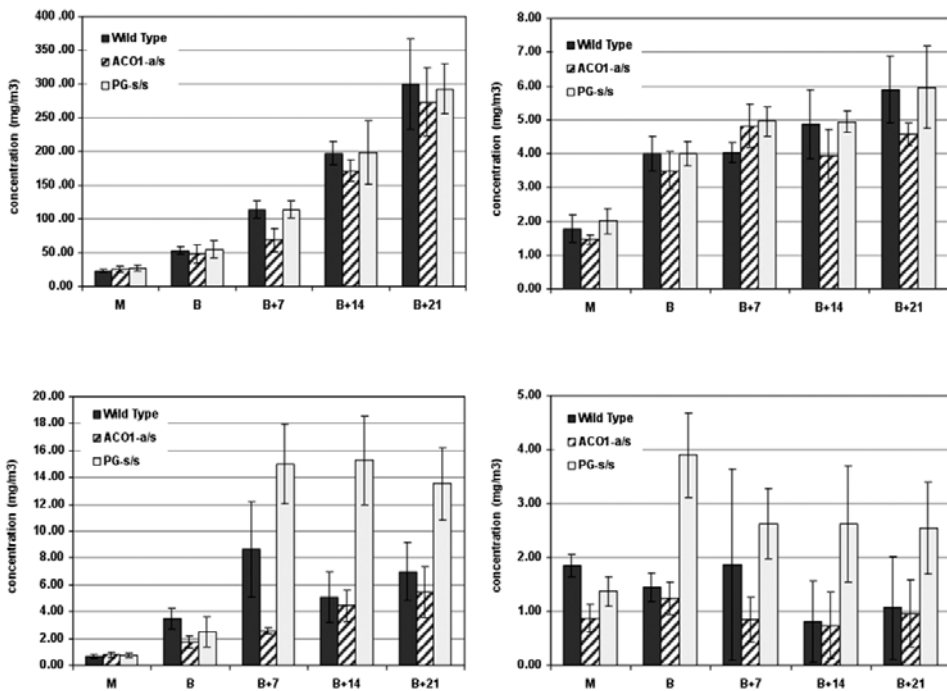 400 .00
350.00
300.00
250.00
200.00
150.00
100.00
50.00
0.00
concentration (mg/m3)
Wild Type
ACO1-a/s
PG-s/s
M B B+7 B+14 B+21
8.00
7.00
6.00
5.00
4.00
3.00
2.00
1.00
0.00
concentration (mg/m3)
Wild Type
ACO1-a/s
PG-s/s
M B B+7 B+14 B+21
20.00
18.00
16.00
14.00
12.00
10.00
8.00
6.00
4.00
2.00
0.00
concentration (mg/m3)
Wild Type
ACO1-a/s
PG-s/s
M B B+7 B+14 B+21
5.00
4.00
3.00
2.00
1.00
0.00
concentration (mg/m3)
Wild Type
ACO1-a/s
PG-s/s
M B B+7 B+14 B+21